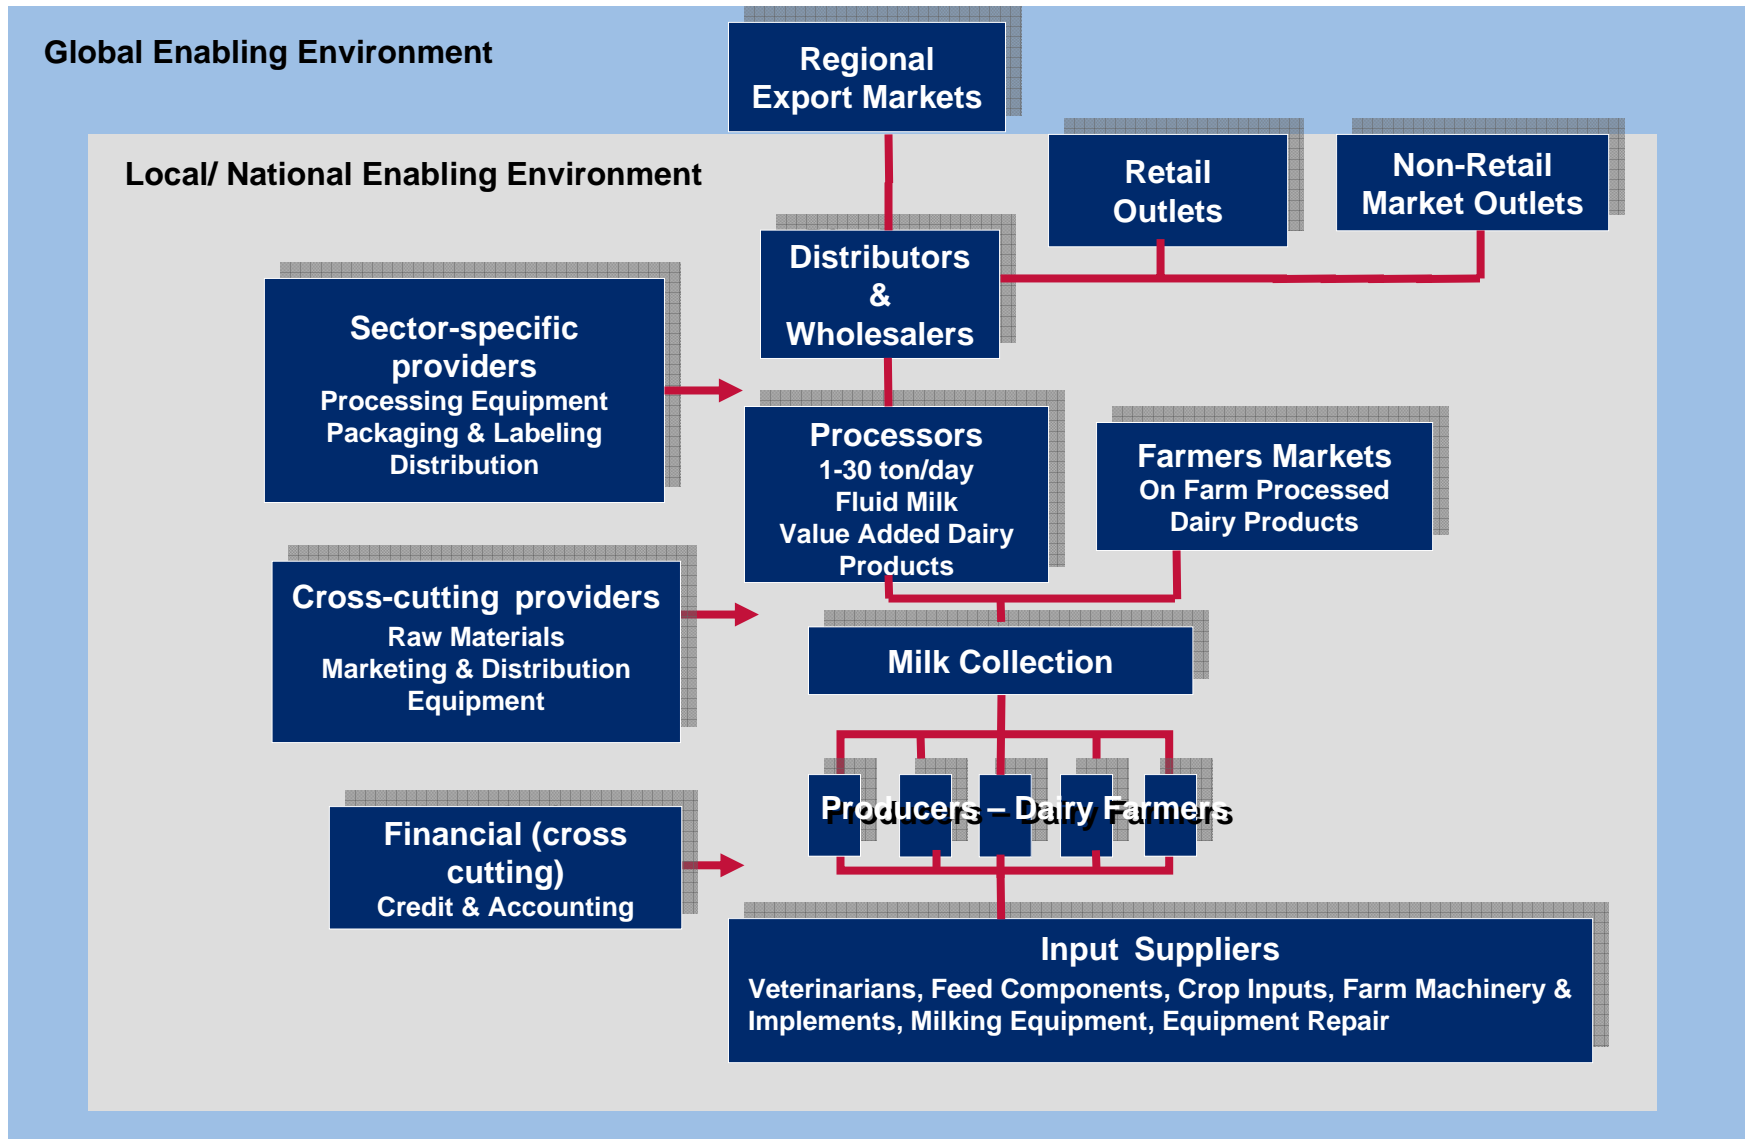 Global Enabling Environment
Regional
Export Markets
Local/ National Enabling Environment
Retail
Outlets
Non-Retail
Market Outlets
Distributors
&
Wholesalers
Sector-specific
providers
Processing Equipment
Packaging & Labeling
Distribution
Processors
1-30 ton/day
Fluid Milk
Value Added Dairy
Products
Farmers Markets
On Farm Processed
Dairy Products
Cross-cutting providers
Raw Materials
Marketing & Distribution
Equipment
Milk Collection
Producers – Dairy Farmers
Financial (cross
cutting)
Credit & Accounting
Input Suppliers
Veterinarians, Feed Components, Crop Inputs, Farm Machinery &
Implements, Milking Equipment, Equipment Repair